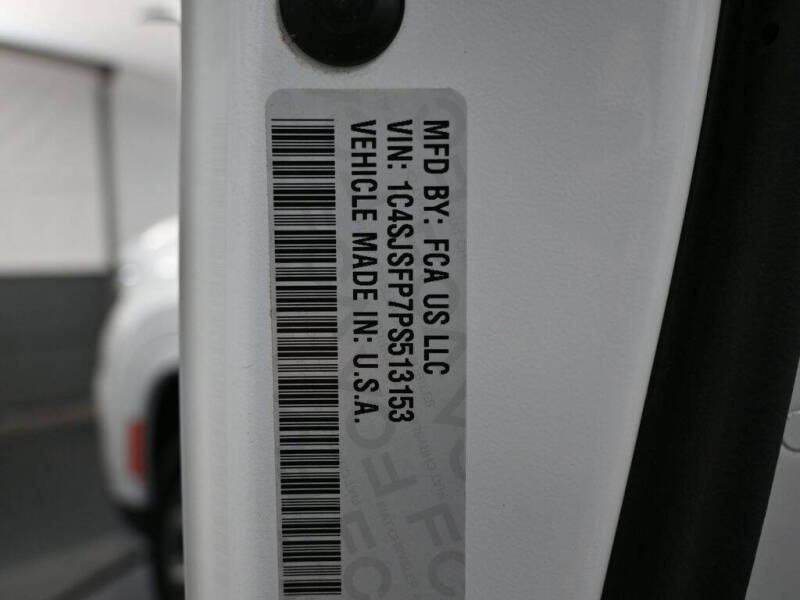 MFD BY: FCA US LLC
VIN: 1C4SJSFP7PS513153
VEHICLE MADE IN: U.S.A.